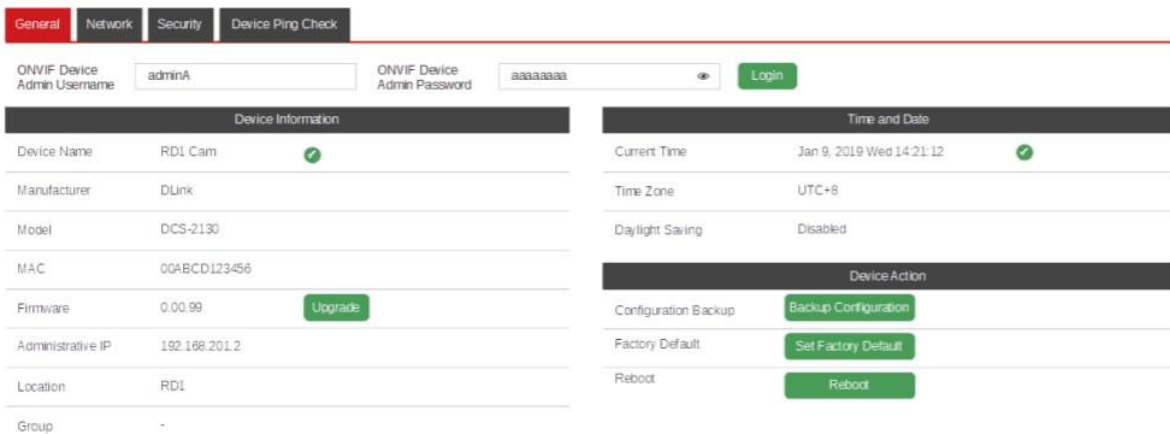 General Network Security Device Ping Check
ONVIF Device
Admin Username
adminA
ONVIF Device
Admin Password
aaaaaaaa
Login
Device Information
Device Name RD1 Cam
Manufacturer DLink
Model DCS-2130
MAC 00ABCD123456
Firmware 0.00.99 Upgrade
Administrative IP 192.168.201.2
Location RD1
Group -
Time and Date
Current Time Jan 9, 2019 Wed 14:21:12
Time Zone UTC+8
Daylight Saving Disabled
Device Action
Configuration Backup Backup Configuration
Factory Default Set Factory Default
Reboot Reboot